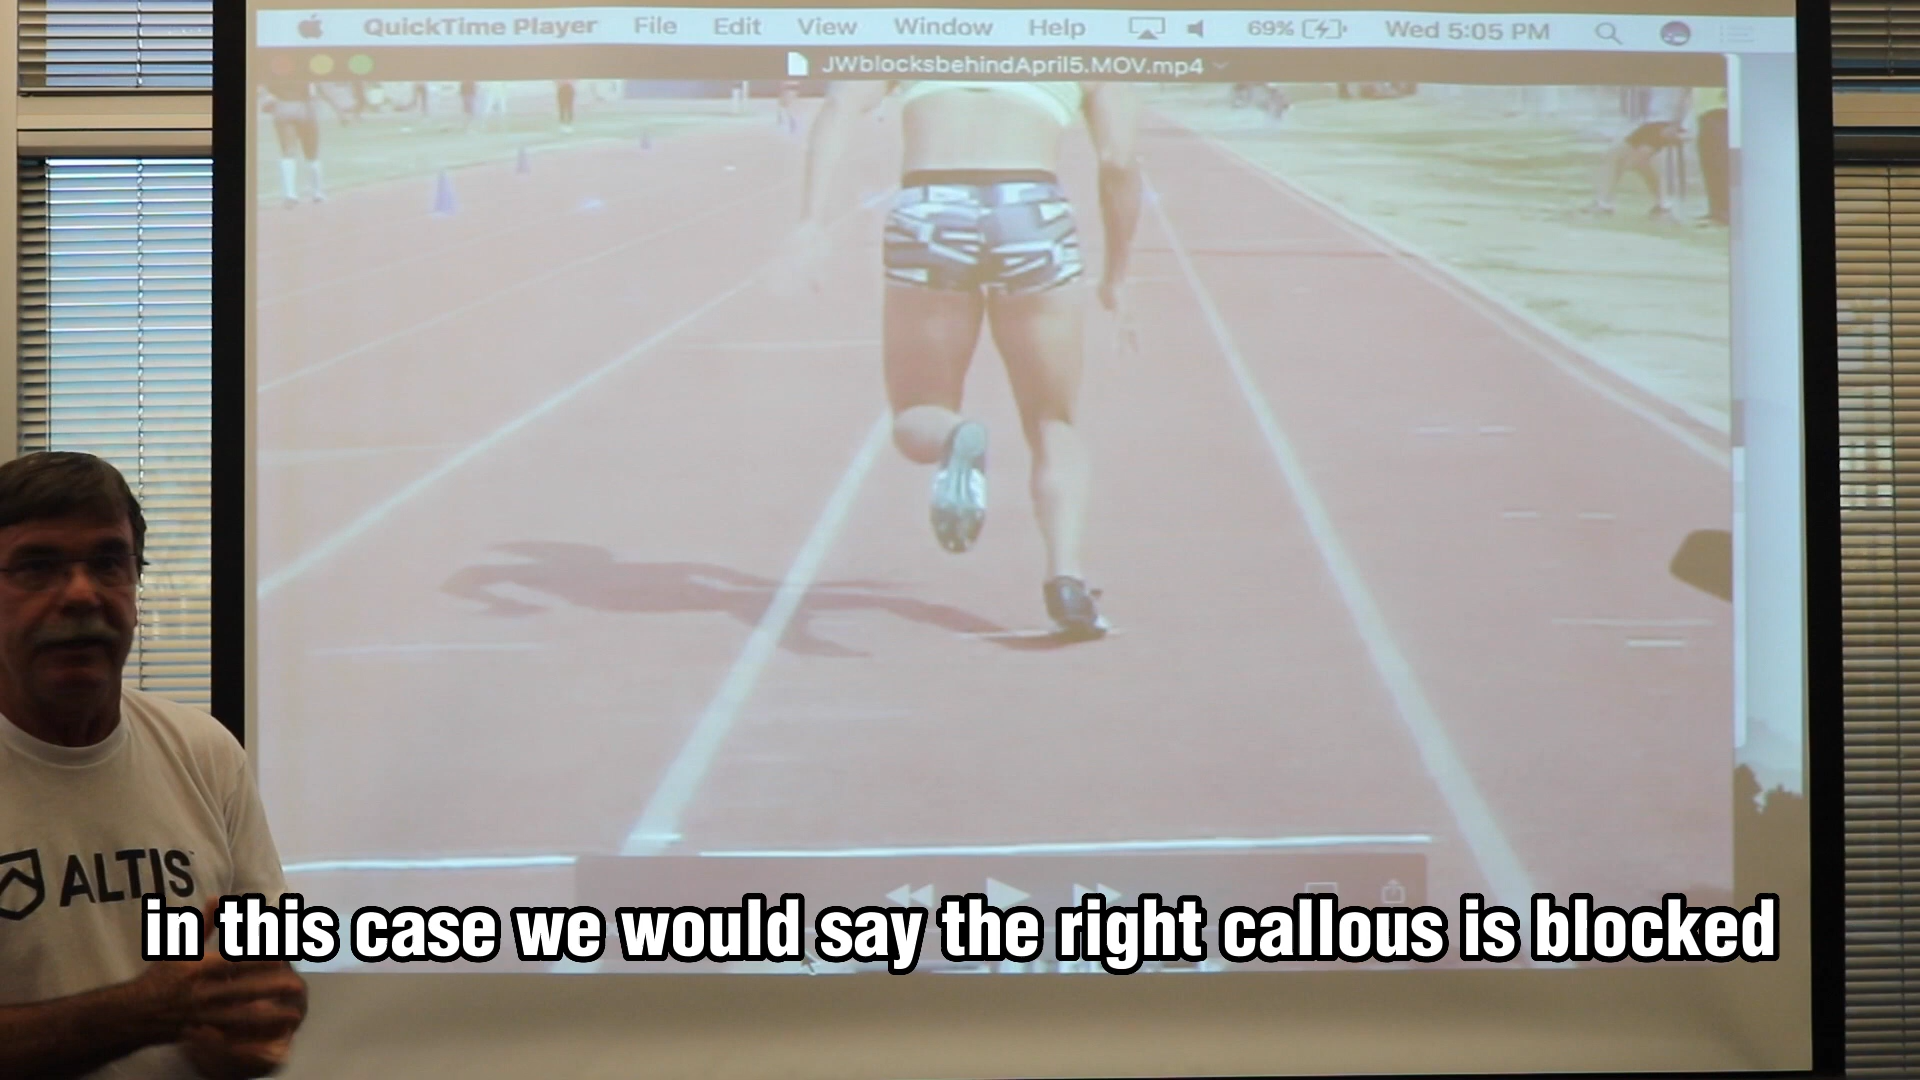 QuickTime Player File Edit View Window Help 69% Wed 5:05 PM
JWblocksbehindApril5.MOV.mp4
ALTIS
in this case we would say the right callous is blocked